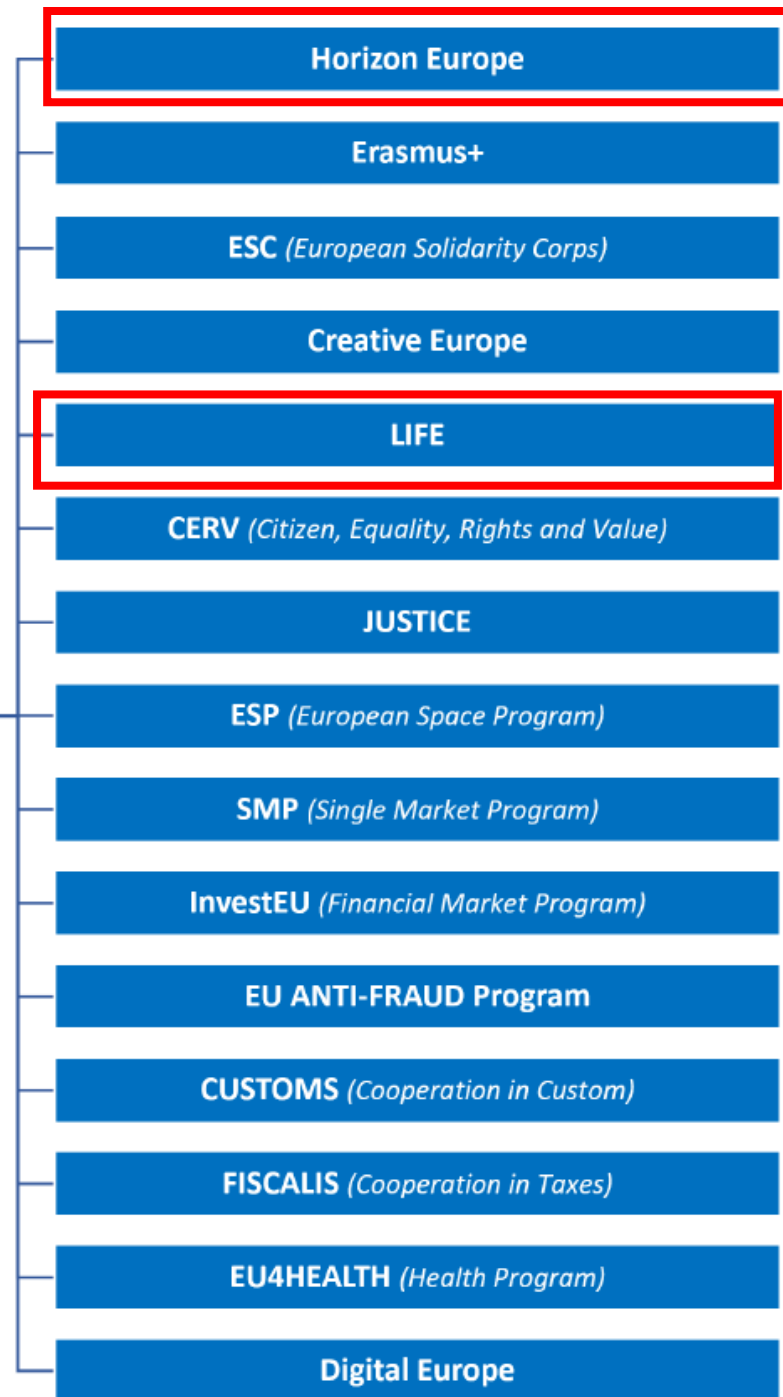 Horizon Europe
Erasmus+
ESC (European Solidarity Corps)
Creative Europe
LIFE
CERV (Citizen, Equality, Rights and Value)
JUSTICE
ESP (European Space Program)
SMP (Single Market Program)
InvestEU (Financial Market Program)
EU ANTI-FRAUD Program
CUSTOMS (Cooperation in Custom)
FISCALIS (Cooperation in Taxes)
EU4HEALTH (Health Program)
Digital Europe